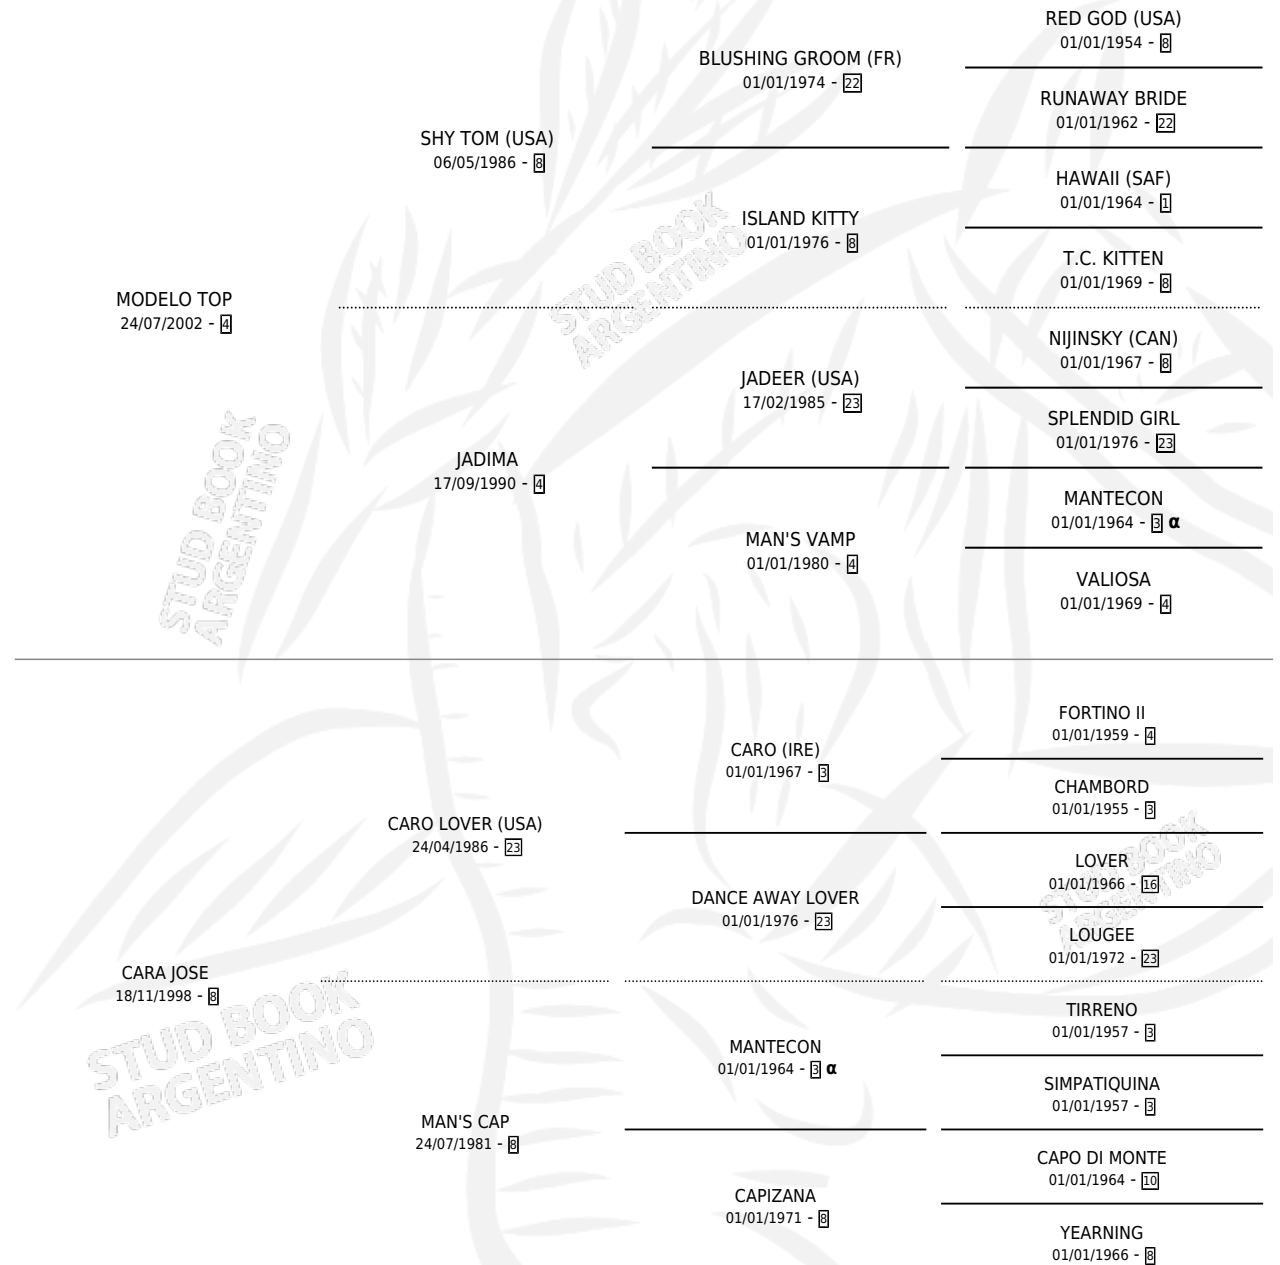 RED GOD (USA)
01/01/1954 - 8
BLUSHING GROOM (FR)
01/01/1974 - 22
RUNAWAY BRIDE
01/01/1962 - 22
SHY TOM (USA)
06/05/1986 - 8
HAWAII (SAF)
01/01/1964 - 1
ISLAND KITTY
01/01/1976 - 8
T.C. KITTEN
01/01/1969 - 8
STUD BOOK
ARGENTINO
MODELO TOP
24/07/2002 - 4
NIJINSKY (CAN)
01/01/1967 - 8
JADEER (USA)
17/02/1985 - 23
SPLENDID GIRL
01/01/1976 - 23
JADIMA
17/09/1990 - 4
MANTECON
01/01/1964 - 3 α
MAN'S VAMP
01/01/1980 - 4
VALIOSA
01/01/1969 - 4
STUD BOOK
ARGENTINO
FORTINO II
01/01/1959 - 4
CARO (IRE)
01/01/1967 - 3
CHAMBORD
01/01/1955 - 3
CARO LOVER (USA)
24/04/1986 - 23
LOVER
01/01/1966 - 16
DANCE AWAY LOVER
01/01/1976 - 23
LOUGEE
01/01/1972 - 23
STUD BOOK
ARGENTINO
CARA JOSE
18/11/1998 - 8
TIRRENO
01/01/1957 - 3
MANTECON
01/01/1964 - 3 α
SIMPATIQUINA
01/01/1957 - 3
STUD BOOK
ARGENTINO
MAN'S CAP
24/07/1981 - 8
CAPO DI MONTE
01/01/1964 - 10
CAPIZANA
01/01/1971 - 8
YEARNING
01/01/1966 - 8